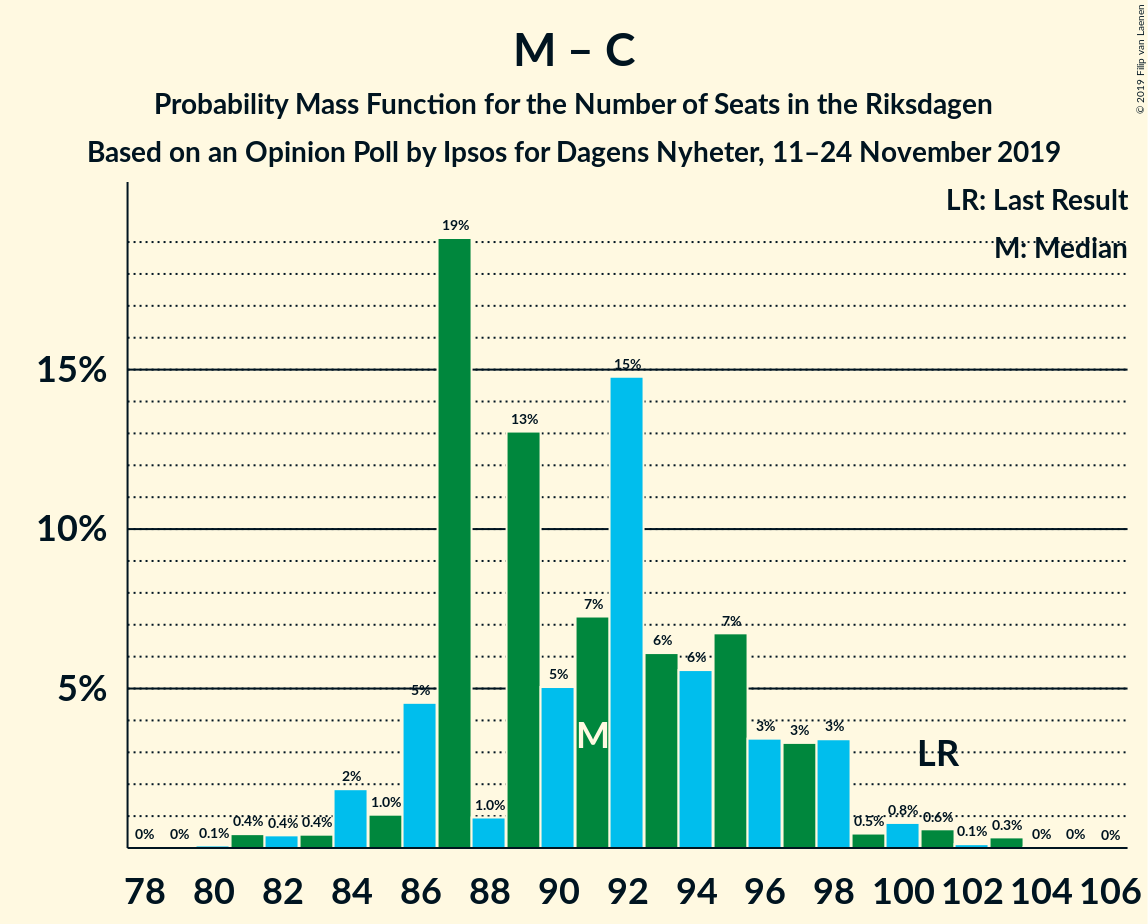 M – C
Probability Mass Function for the Number of Seats in the Riksdagen
Based on an Opinion Poll by Ipsos for Dagens Nyheter, 11–24 November 2019
© 2019 Filip van Laenen
LR: Last Result
M: Median
15%
10%
5%
0% 0% 0.1% 0.4% 0.4% 0.4% 2% 1.0% 5% 19% 1.0% 13% 5% 7% 15% 6% 6% 7% 3% 3% 3% 0.5% 0.8% 0.6% 0.1% 0.3% 0% 0% 0%
M
LR
78 80 82 84 86 88 90 92 94 96 98 100 102 104 106